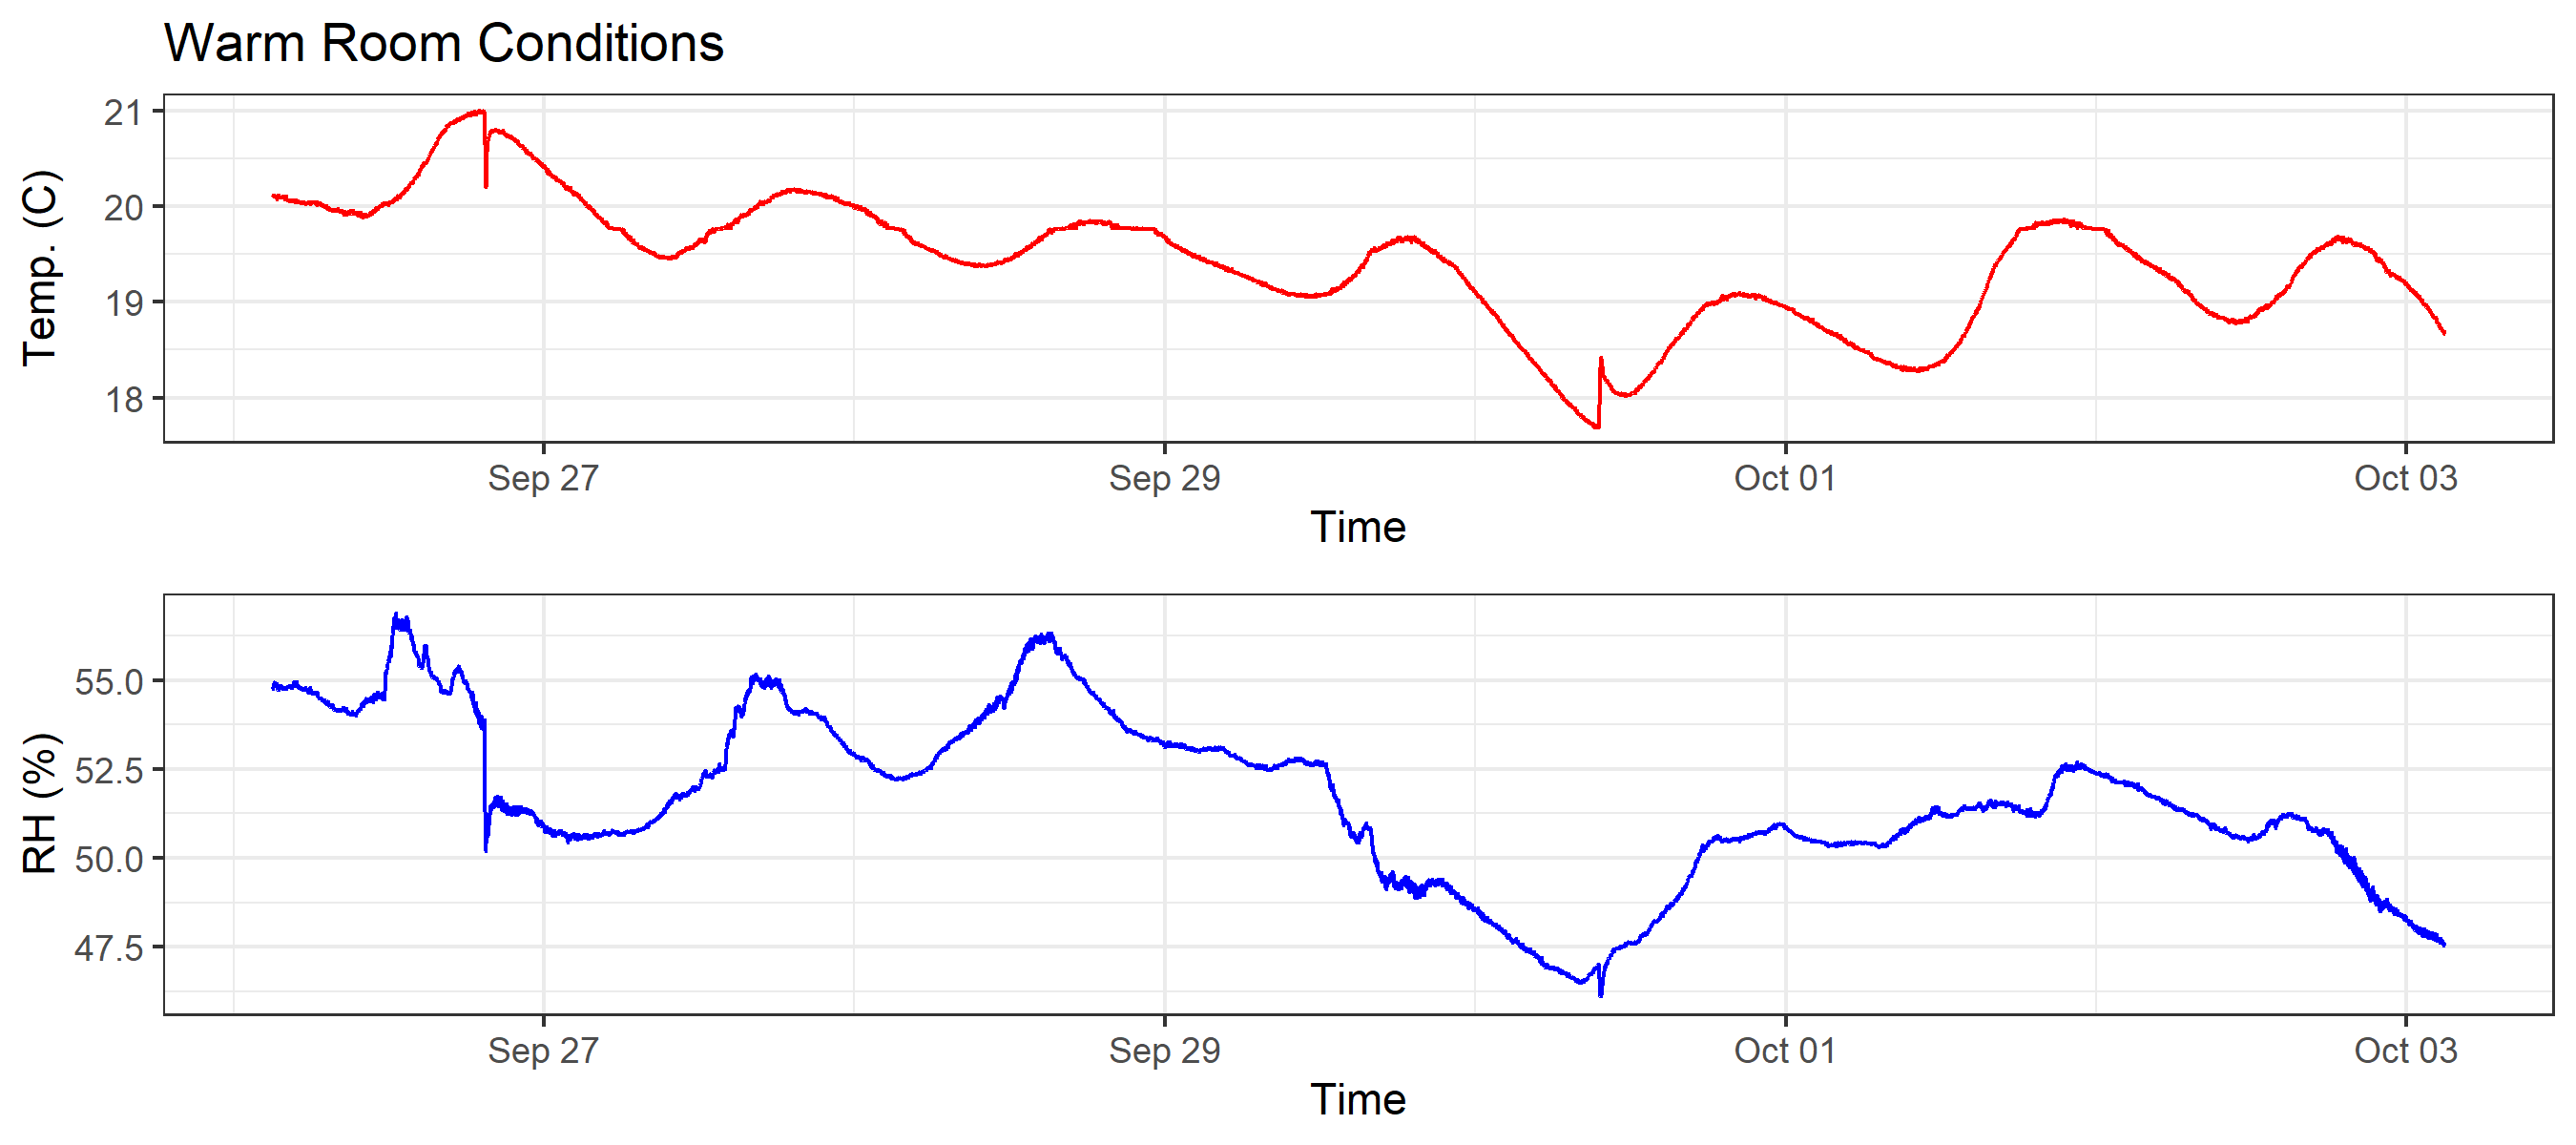 Warm Room Conditions
Temp. (C)
21
20
19
18
Sep 27 Sep 29 Oct 01 Oct 03
Time
RH (%)
55.0
52.5
50.0
47.5
Sep 27 Sep 29 Oct 01 Oct 03
Time